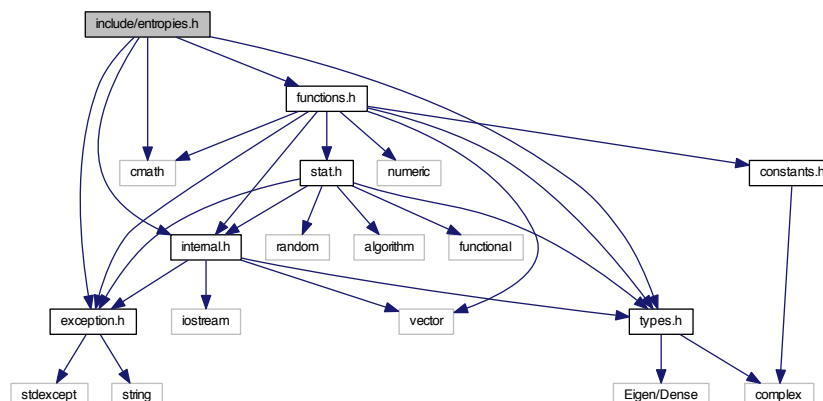 include/entropies.h
functions.h
cmath
stat.h
numeric
constants.h
internal.h
random
algorithm
functional
exception.h
iostream
vector
types.h
stdexcept
string
Eigen/Dense
complex